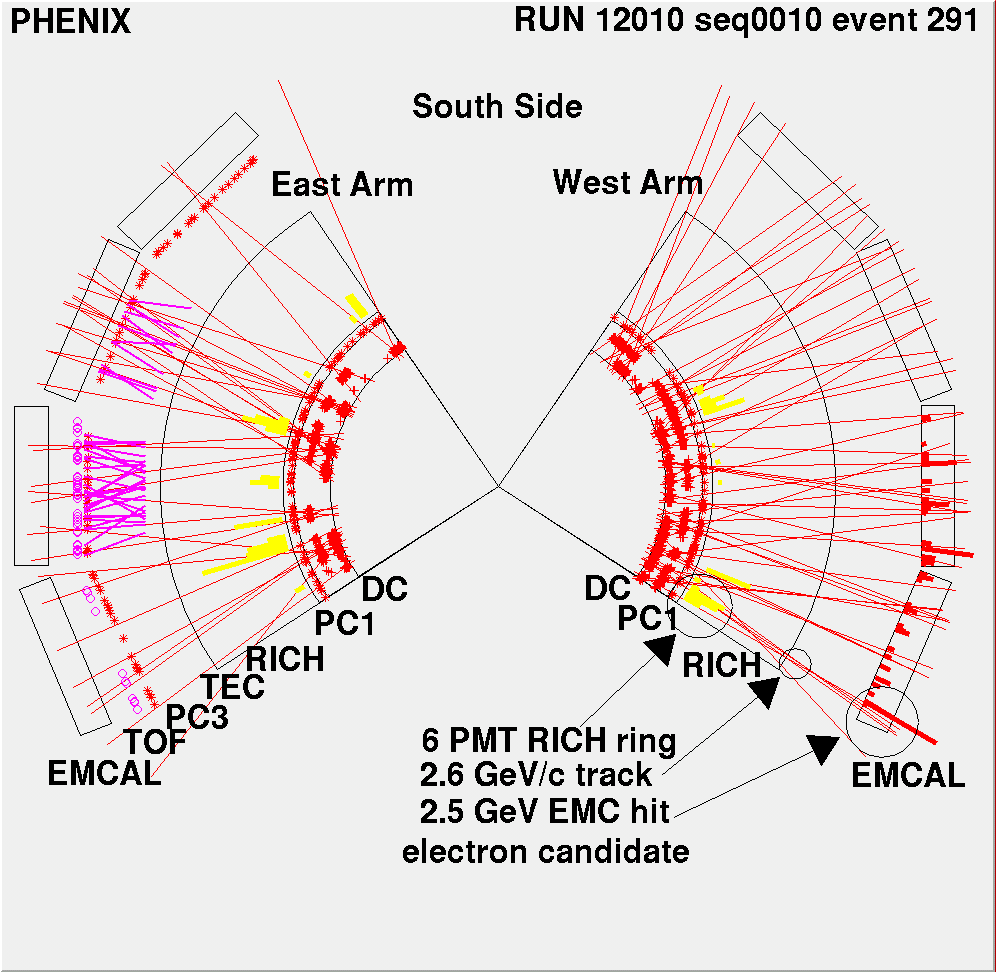 PHENIX
RUN 12010 seq0010 event 291
South Side
East Arm
West Arm
DC
PC1
RICH
TEC
PC3
TOF
EMCAL
DC
PC1
RICH
EMCAL
6 PMT RICH ring
2.6 GeV/c track
2.5 GeV EMC hit
electron candidate